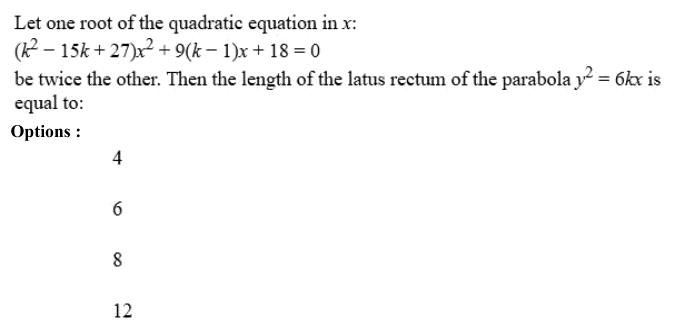 Let one root of the quadratic equation in x:
(k² – 15k + 27)x² + 9(k – 1)x + 18 = 0
be twice the other. Then the length of the latus rectum of the parabola y² = 6kx is
equal to:
Options :
4
6
8
12